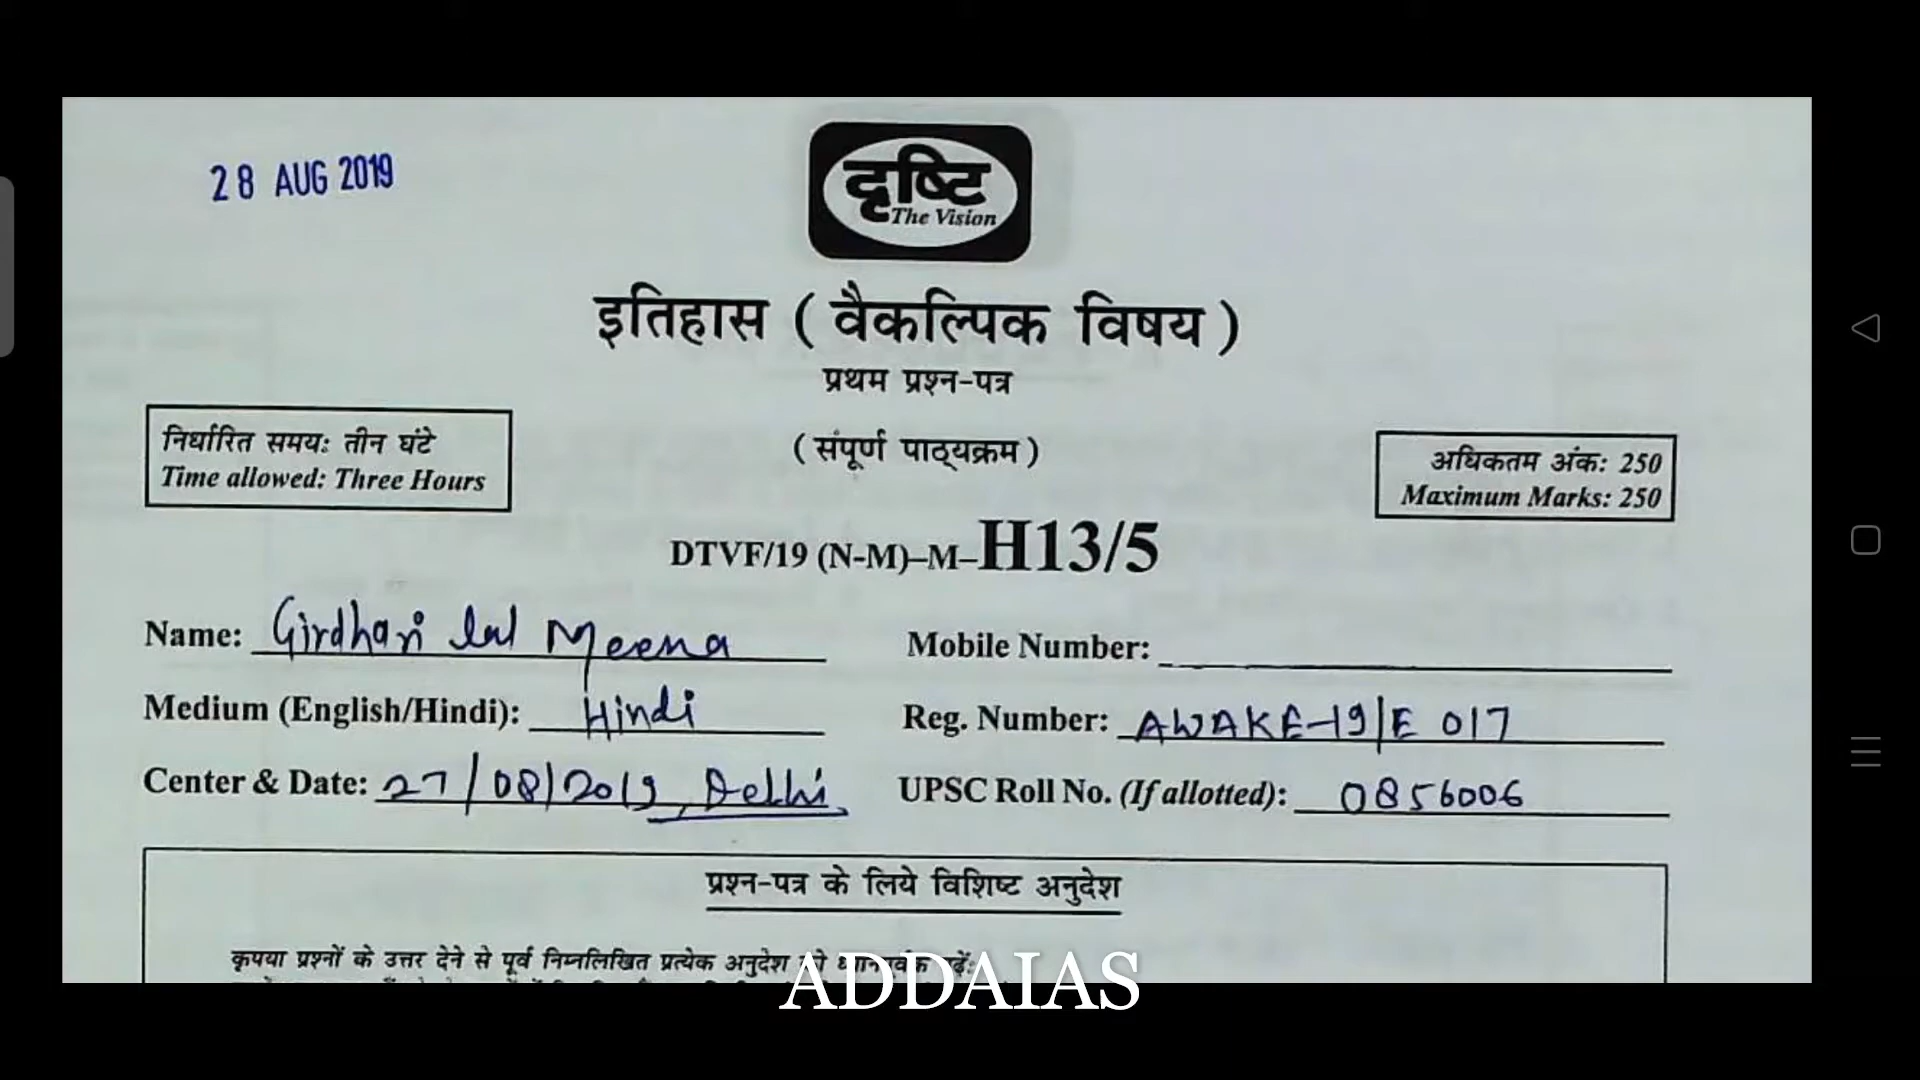 28 AUG 2019
दृष्टि
The Vision
इतिहास ( वैकल्पिक विषय )
प्रथम प्रश्न-पत्र
निर्धारित समय: तीन घंटे
Time allowed: Three Hours
( संपूर्ण पाठ्यक्रम )
अधिकतम अंक: 250
Maximum Marks: 250
DTVF/19 (N-M)–M–H13/5
Name: Girdhari lal Meena
Mobile Number:
Medium (English/Hindi): Hindi
Reg. Number: AWAKE-19/E 017
Center & Date: 27/08/2019, Delhi.
UPSC Roll No. (If allotted): 0856006
प्रश्न-पत्र के लिये विशिष्ट अनुदेश
कृपया प्रश्नों के उत्तर देने से पूर्व निम्नलिखित प्रत्येक अनुदेश को ध्यानपूर्वक पढ़ें:
ADDAIAS